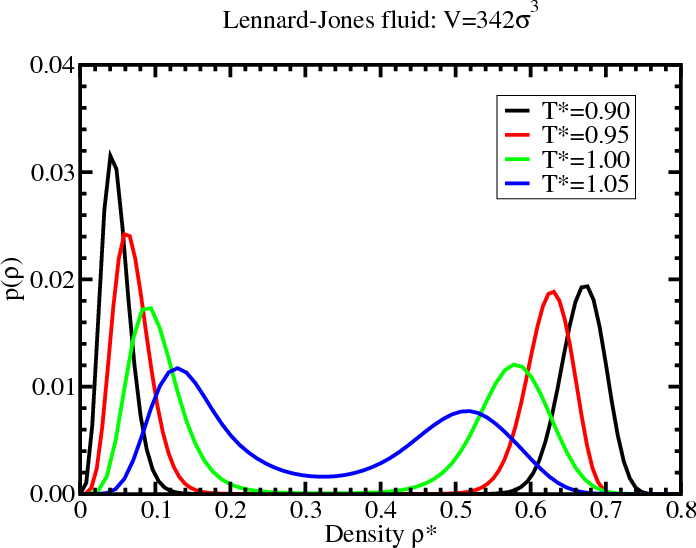 Lennard-Jones fluid: V=342σ³
0.04
0.03
0.02
0.01
0.00
p(ρ)
T*=0.90
T*=0.95
T*=1.00
T*=1.05
0 0.1 0.2 0.3 0.4 0.5 0.6 0.7 0.8
Density ρ*